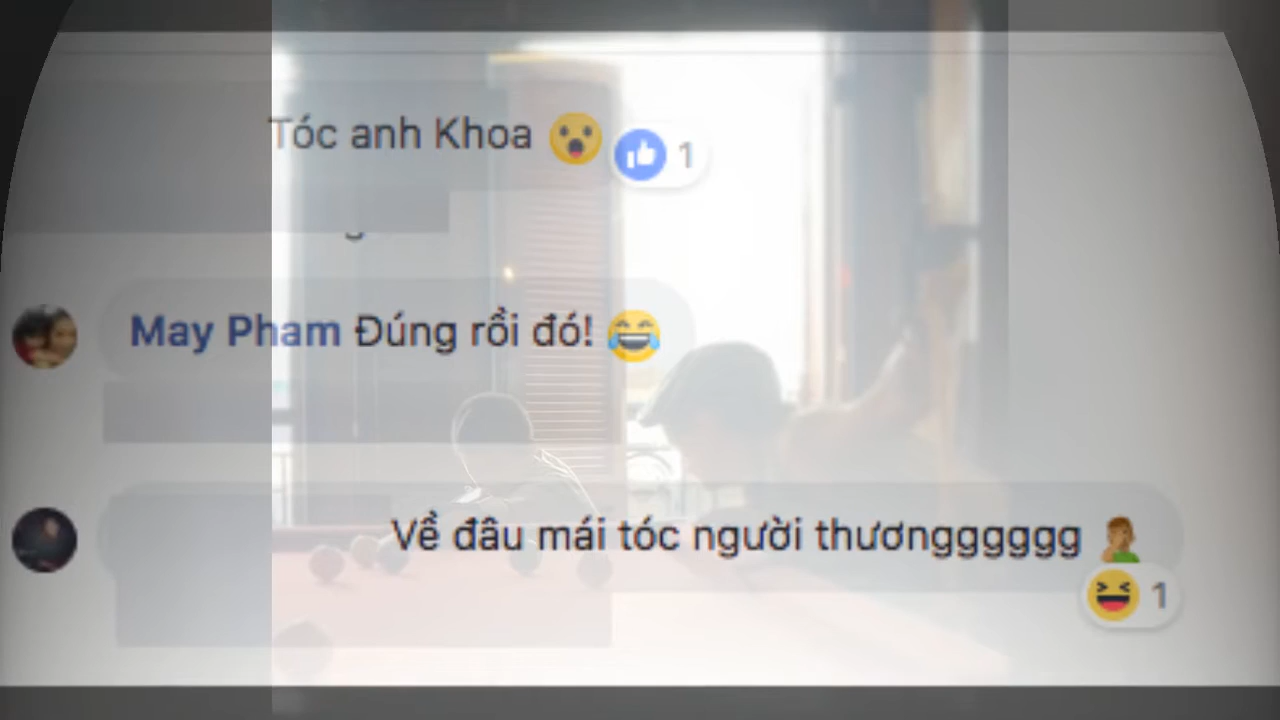 Tóc anh Khoa 😮 1
May Pham Đúng rồi đó! 😂
Về đâu mái tóc người thươngggggg 🤦🏽‍♂️
1